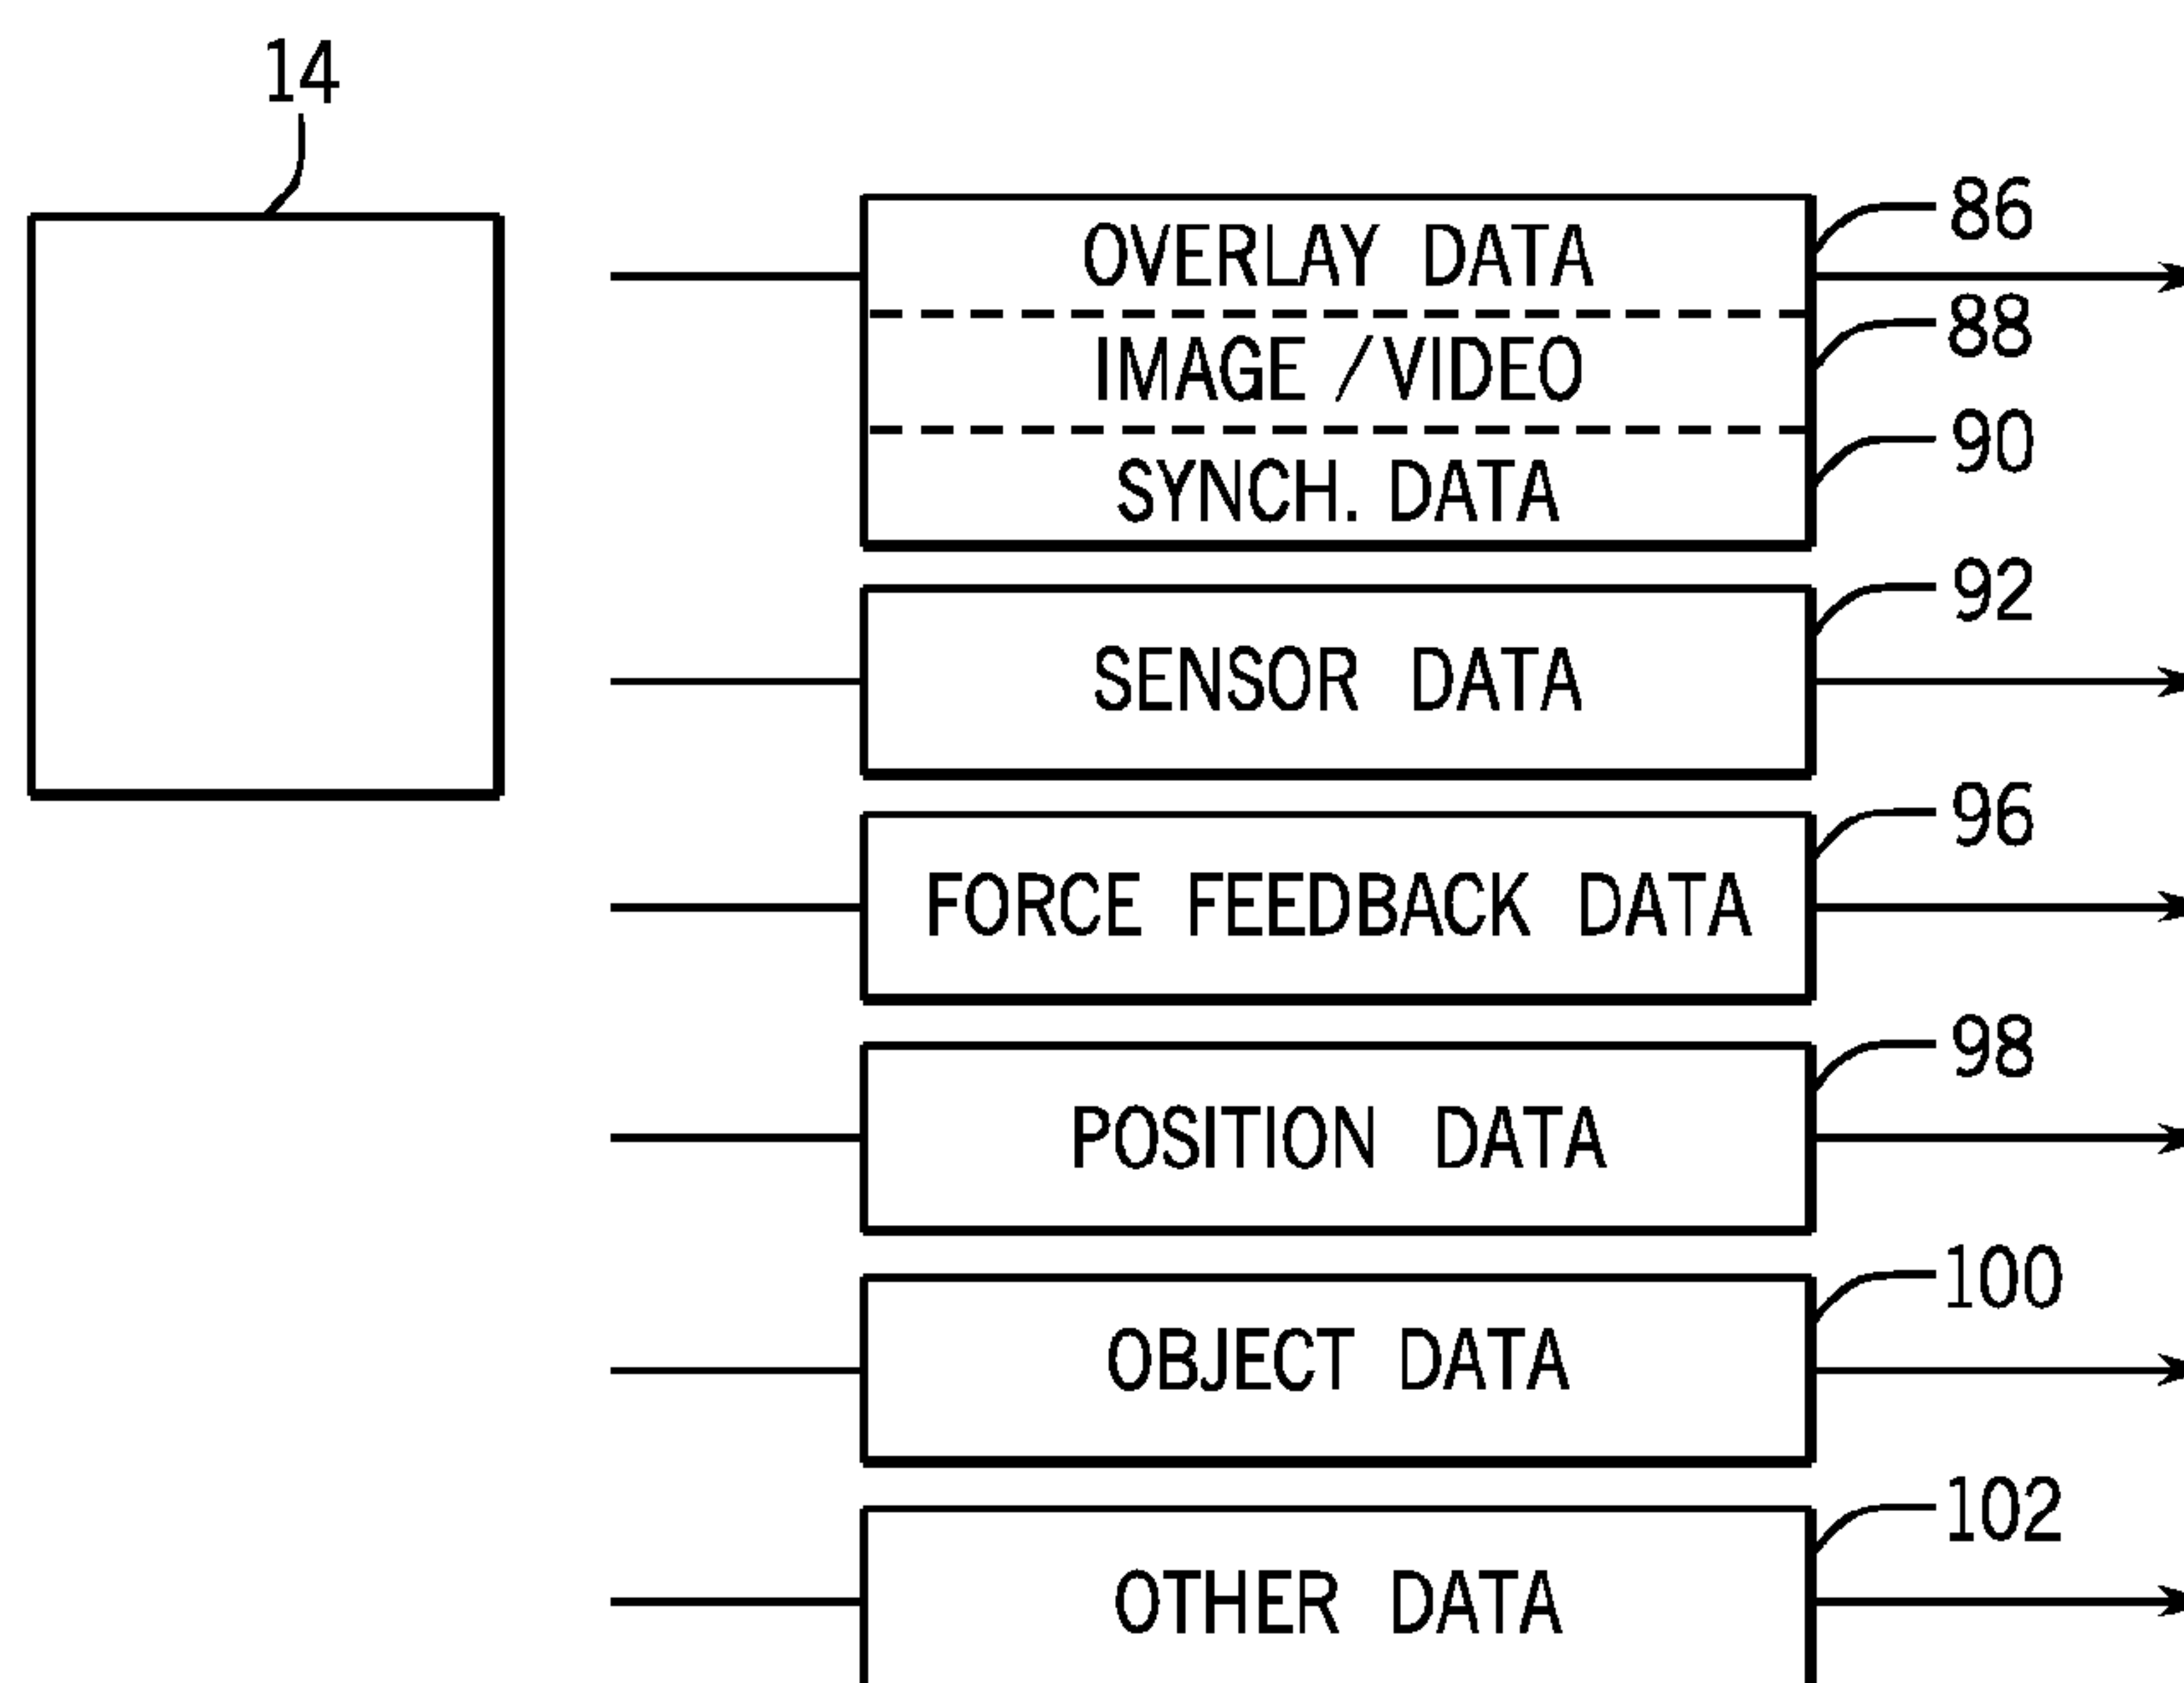 14
OVERLAY DATA
86
IMAGE/VIDEO
88
SYNCH. DATA
90
SENSOR DATA
92
FORCE FEEDBACK DATA
96
POSITION DATA
98
OBJECT DATA
100
OTHER DATA
102